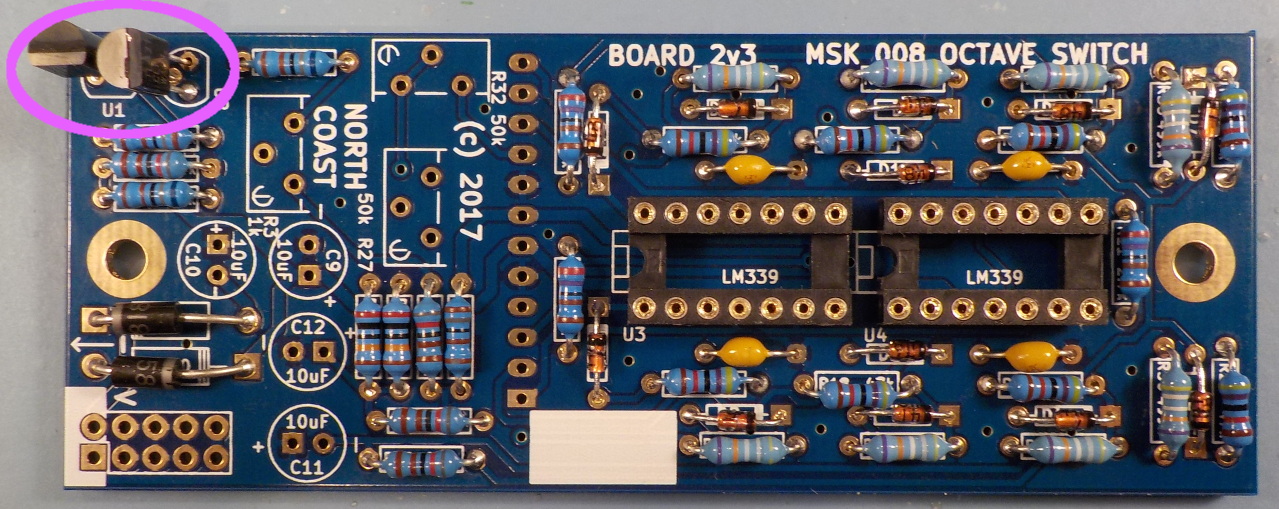 BOARD 2v3 MSK 008 OCTAVE SWITCH
U1
R32 50k
NORTH COAST
(c) 2017
R3
1k
50k R27
C10
10uF
C9
10uF
C12
10uF
10uF
C11
LM339
LM339
U3
U4